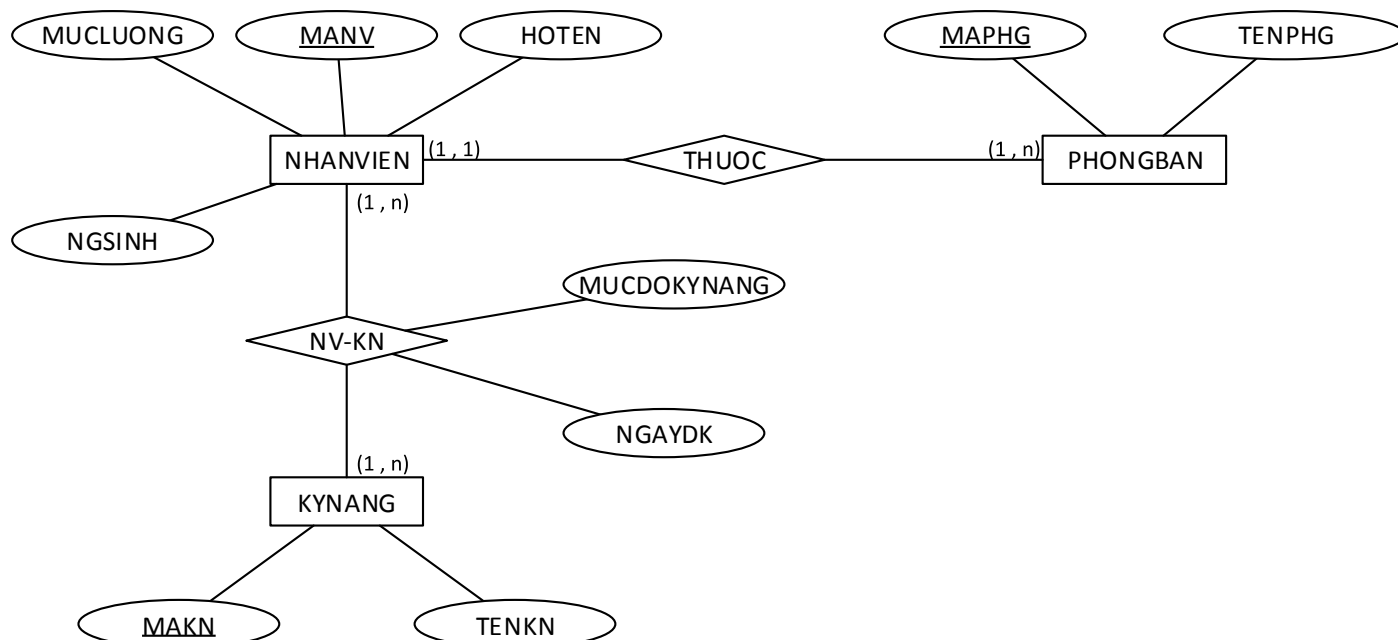 MUCLUONG
MANV
HOTEN
MAPHG
TENPHG
NHANVIEN
(1 , 1)
THUOC
(1 , n)
PHONGBAN
(1 , n)
NGSINH
MUCDOKYNANG
NV-KN
NGAYDK
(1 , n)
KYNANG
MAKN
TENKN